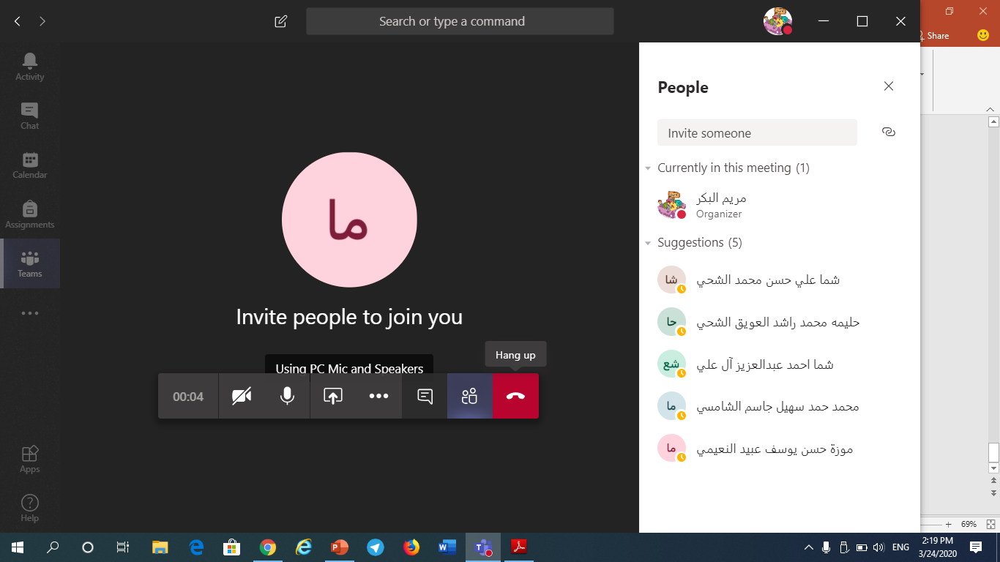 Search or type a command
Share
Activity
Chat
Calendar
Assignments
Teams
Apps
Help
ما
Invite people to join you
Using PC Mic and Speakers
Hang up
00:04
People
Invite someone
Currently in this meeting (1)
مريم البكر
Organizer
Suggestions (5)
شا
شما علي حسن محمد الشحي
حا
حليمه محمد راشد العويق الشحي
شع
شما احمد عبدالعزيز آل علي
ما
محمد حمد سهيل جاسم الشامسي
ما
موزة حسن يوسف عبيد النعيمي
69%
ENG
2:19 PM
3/24/2020